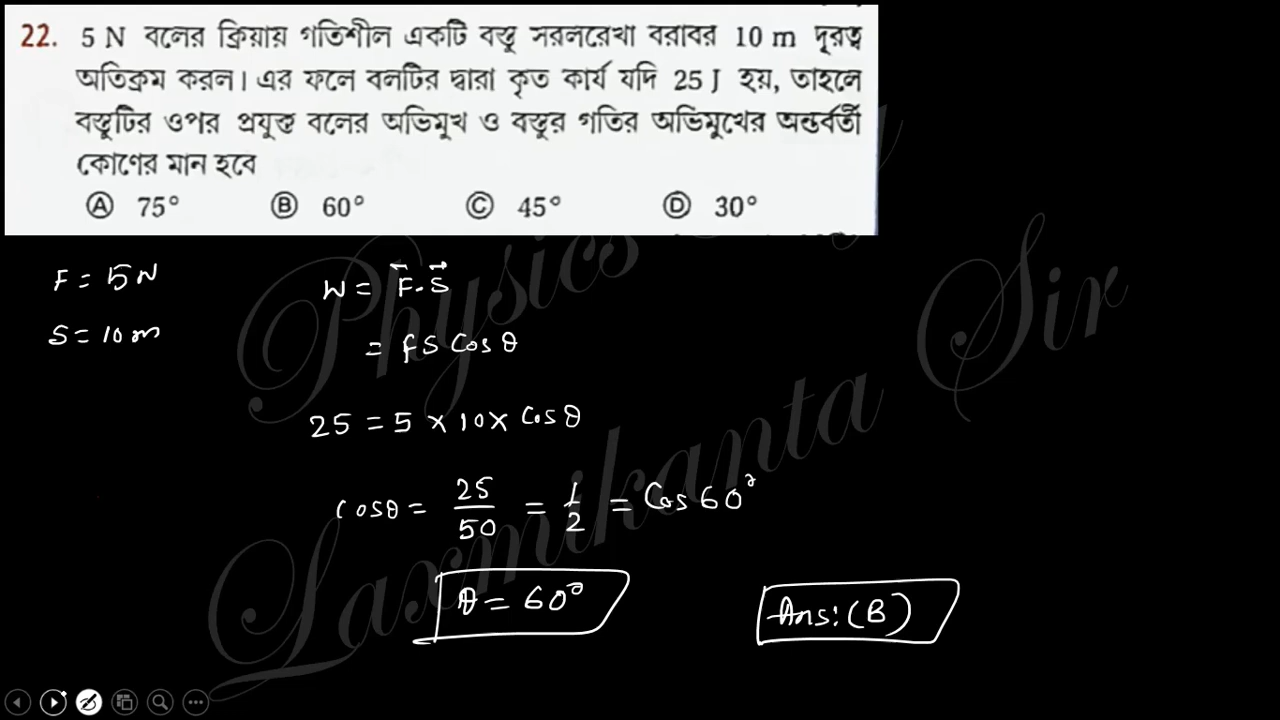 22. 5 N বলের ক্রিয়ায় গতিশীল একটি বস্তু সরলরেখা বরাবর 10 m দূরত্ব
অতিক্রম করল। এর ফলে বলটির দ্বারা কৃত কার্য যদি 25 J হয়, তাহলে
বস্তুটির ওপর প্রযুক্ত বলের অভিমুখ ও বস্তুর গতির অভিমুখের অন্তর্বর্তী
কোণের মান হবে
Ⓐ 75° Ⓑ 60° Ⓒ 45° Ⓓ 30°
F = 5 N
S = 10 m
W = F⃗.S⃗
= FS Cos θ
25 = 5 × 10 × Cos θ
Cos θ = 25/50 = 1/2 = Cos 60°
θ = 60°
Ans: (B)
Physics
Laxmikanta Sir